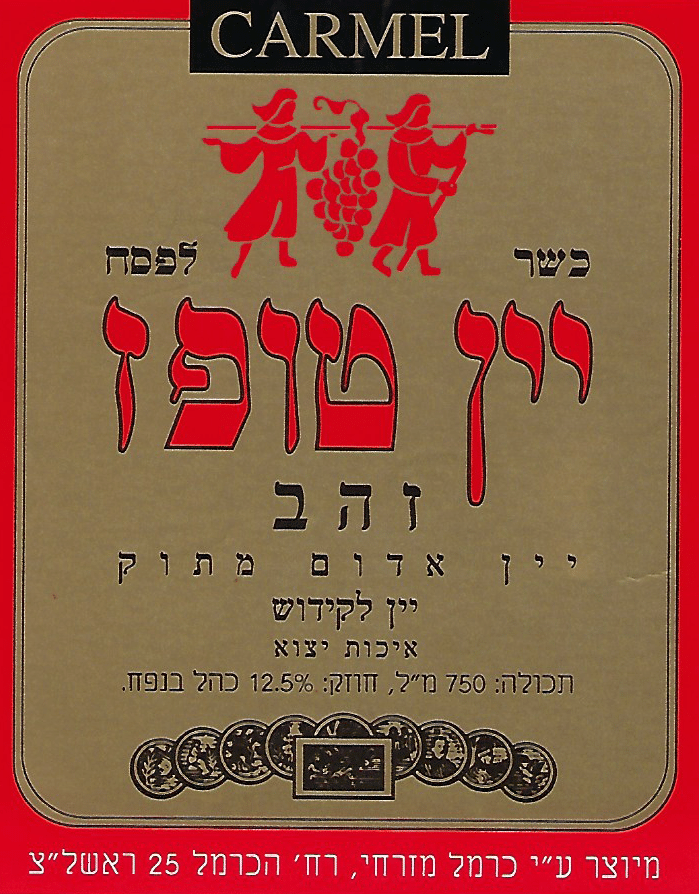 CARMEL
כשר לפסח
יין טופז
זהב
יין אדום מתוק
יין לקידוש
איכות יצוא
תכולה: 750 מ"ל, חוזק: 12.5% כהל בנפח.
מיוצר ע"י כרמל מזרחי, רח' הכרמל 25 ראשל"צ